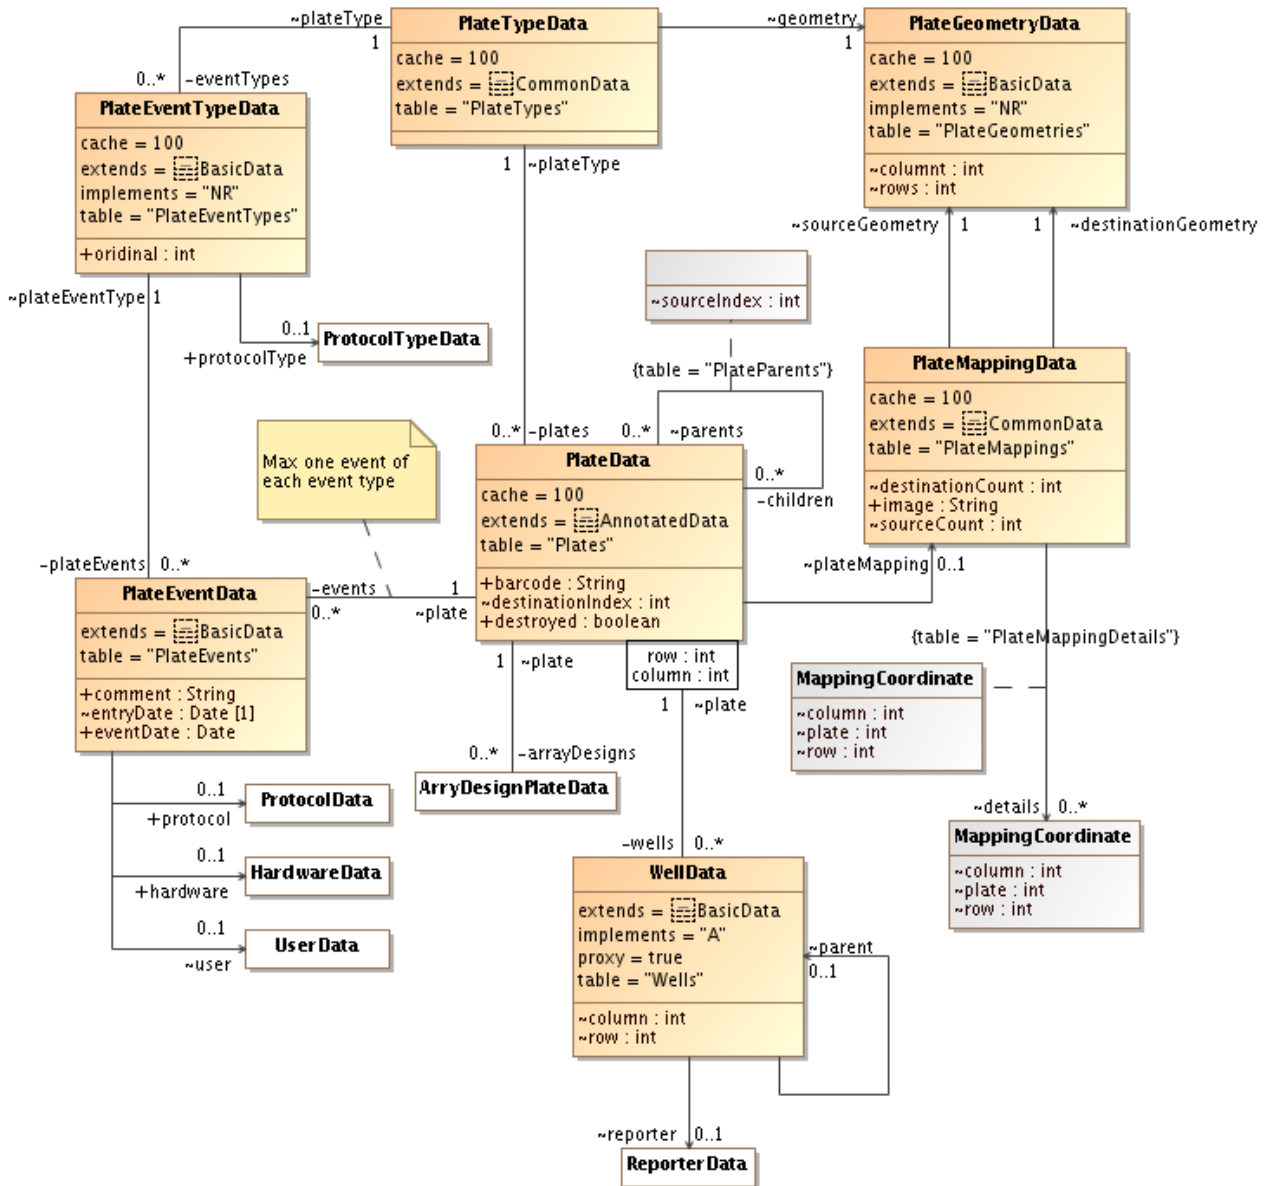 ~plateType
1
PlateTypeData
cache = 100
extends = CommonData
table = "PlateTypes"
~geometry
1
PlateGeometryData
cache = 100
extends = BasicData
implements = "NR"
table = "PlateGeometries"
~columnt : int
~rows : int
0..* -eventTypes
PlateEventTypeData
cache = 100
extends = BasicData
implements = "NR"
table = "PlateEventTypes"
+oridinal : int
1 ~plateType
~sourceGeometry 1
1 ~destinationGeometry
~sourceIndex : int
~plateEventType 1
0..1
+protocolType
ProtocolTypeData
{table = "PlateParents"}
PlateMappingData
cache = 100
extends = CommonData
table = "PlateMappings"
~destinationCount : int
+image : String
~sourceCount : int
Max one event of
each event type
0..* -plates
0..* ~parents
0..*
-children
PlateData
cache = 100
extends = AnnotatedData
table = "Plates"
+barcode : String
~destinationIndex : int
+destroyed : boolean
row : int
column : int
~plateMapping 0..1
-plateEvents 0..*
-events
0..*
1
~plate
PlateEventData
extends = BasicData
table = "PlateEvents"
+comment : String
~entryDate : Date [1]
+eventDate : Date
1 ~plate
1 ~plate
{table = "PlateMappingDetails"}
MappingCoordinate
~column : int
~plate : int
~row : int
0..* -arrayDesigns
ArryDesignPlateData
0..1
+protocol
ProtocolData
0..1
+hardware
HardwareData
0..1
~user
UserData
~details 0..*
MappingCoordinate
~column : int
~plate : int
~row : int
-wells 0..*
WellData
extends = BasicData
implements = "A"
proxy = true
table = "Wells"
~column : int
~row : int
~parent
0..1
~reporter 0..1
ReporterData